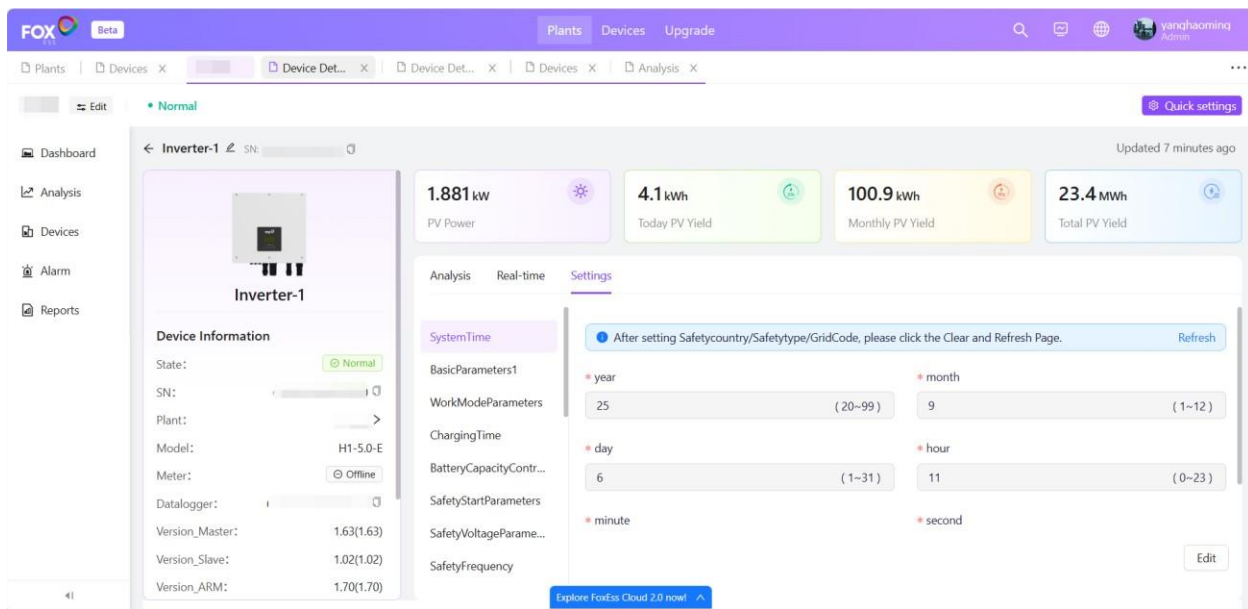 FOX ESS Beta Plants Devices Upgrade yanghaoming
Admin
Plants Devices X Device Det... X Device Det... X Devices X Analysis X ...
Edit Normal Quick settings
Dashboard
Analysis
Devices
Alarm
Reports
← Inverter-1 SN: Updated 7 minutes ago
Inverter-1
Device Information
State: Normal
SN:
Plant: >
Model: H1-5.0-E
Meter: Offline
Datalogger:
Version_Master: 1.63(1.63)
Version_Slave: 1.02(1.02)
Version_ARM: 1.70(1.70)
1.881 kW
PV Power
4.1 kWh
Today PV Yield
100.9 kWh
Monthly PV Yield
23.4 MWh
Total PV Yield
Analysis Real-time Settings
SystemTime
BasicParameters1
WorkModeParameters
ChargingTime
BatteryCapacityContr...
SafetyStartParameters
SafetyVoltageParame...
SafetyFrequency
After setting Safetycountry/Safetytype/GridCode, please click the Clear and Refresh Page. Refresh
* year * month
25 ( 20~99 ) 9 ( 1~12 )
* day * hour
6 ( 1~31 ) 11 ( 0~23 )
* minute * second
Edit
Explore FoxEss Cloud 2.0 now!